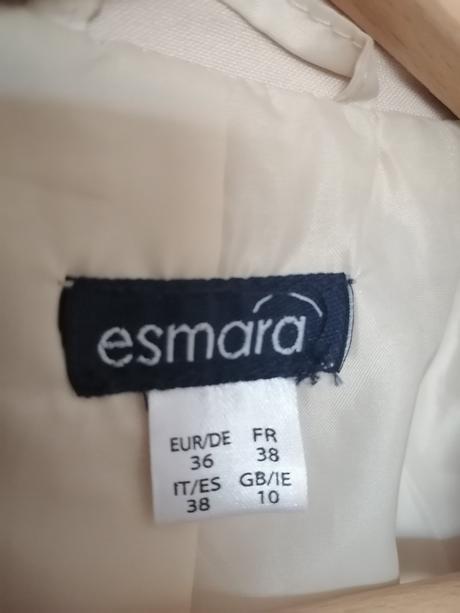 esmara
EUR/DE FR
36 38
IT/ES GB/IE
38 10